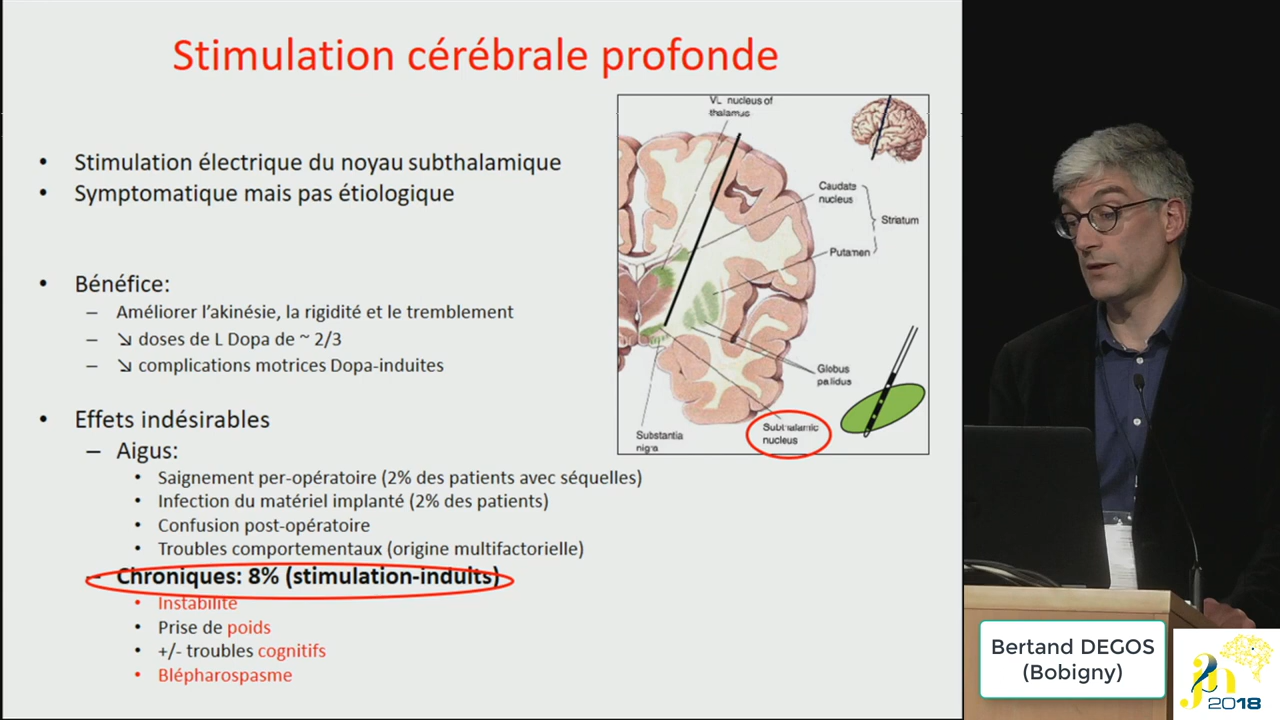 Stimulation cérébrale profonde
• Stimulation électrique du noyau subthalamique
• Symptomatique mais pas étiologique
• Bénéfice:
– Améliorer l'akinésie, la rigidité et le tremblement
– ↘ doses de L Dopa de ~ 2/3
– ↘ complications motrices Dopa-induites
• Effets indésirables
– Aigus:
• Saignement per-opératoire (2% des patients avec séquelles)
• Infection du matériel implanté (2% des patients)
• Confusion post-opératoire
• Troubles comportementaux (origine multifactorielle)
– Chroniques: 8% (stimulation-induits)
• Instabilité
• Prise de poids
• +/- troubles cognitifs
• Blépharospasme
VL nucleus of
thalamus
Caudate
nucleus
Striatum
Putamen
Globus
pallidus
Subthalamic
nucleus
Substantia
nigra
Bertand DEGOS
(Bobigny)
2018